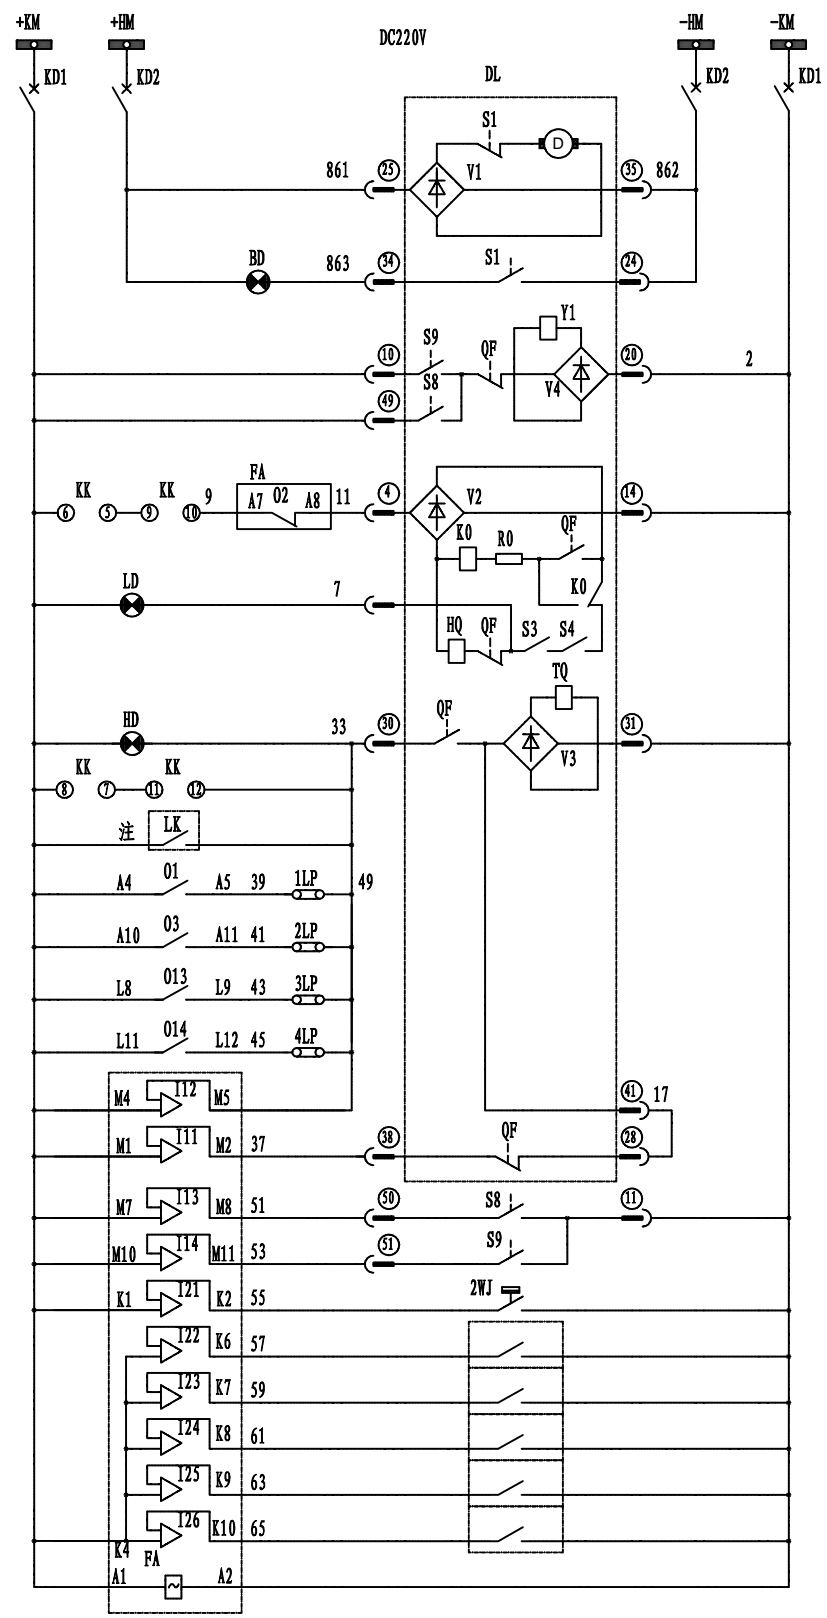 +KM +HM DC220V -HM -KM
KD1 KD2 DL KD2 KD1
S1
D
861 25 V1 35 862
BD 863 34 S1 24
Y1
S9 QF
10 V4 20 2
S8
49
FA
KK KK 9 A7 O2 A8 11 4 V2 14
6 5 9 10
K0 R0 QF
LD 7 K0
HQ QF S3 S4
TQ
HD 33 30 QF V3 31
KK KK
8 7 11 12
注 LK
A4 O1 A5 39 1LP 49
A10 O3 A11 41 2LP
L8 O13 L9 43 3LP
L11 O14 L12 45 4LP
M4 I12 M5 41 17
M1 I11 M2 37 38 QF 28
M7 I13 M8 51 50 S8 11
M10 I14 M11 53 51 S9
K1 I21 K2 55 2WJ
I22 K6 57
I23 K7 59
I24 K8 61
I25 K9 63
I26 K10 65
K4 FA
A1 ~ A2